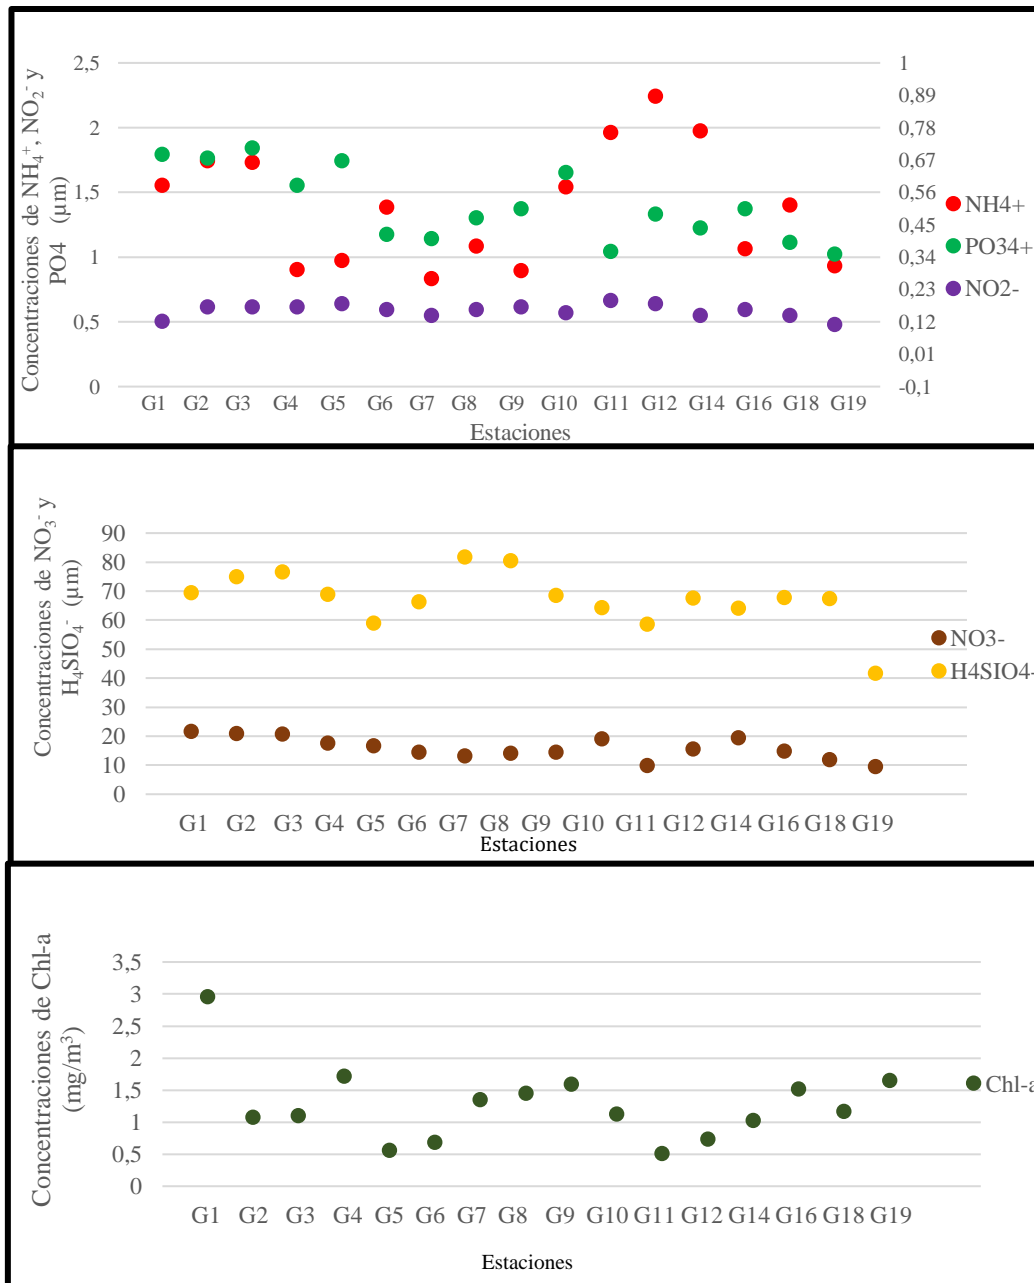 Concentraciones de NH₄⁺, NO₂⁻ y
PO4 (µm)
2,5
2
1,5
1
0,5
0
1
0,89
0,78
0,67
0,56
0,45
0,34
0,23
0,12
0,01
-0,1
NH4+
PO34+
NO2-
G1 G2 G3 G4 G5 G6 G7 G8 G9 G10 G11 G12 G14 G16 G18 G19
Estaciones
Concentraciones de NO₃⁻ y
H₄SIO₄⁻ (µm)
90
80
70
60
50
40
30
20
10
0
NO3-
H4SIO4-
G1 G2 G3 G4 G5 G6 G7 G8 G9 G10 G11 G12 G14 G16 G18 G19
Estaciones
Concentraciones de Chl-a
(mg/m³)
3,5
3
2,5
2
1,5
1
0,5
0
Chl-a
G1 G2 G3 G4 G5 G6 G7 G8 G9 G10 G11 G12 G14 G16 G18 G19
Estaciones